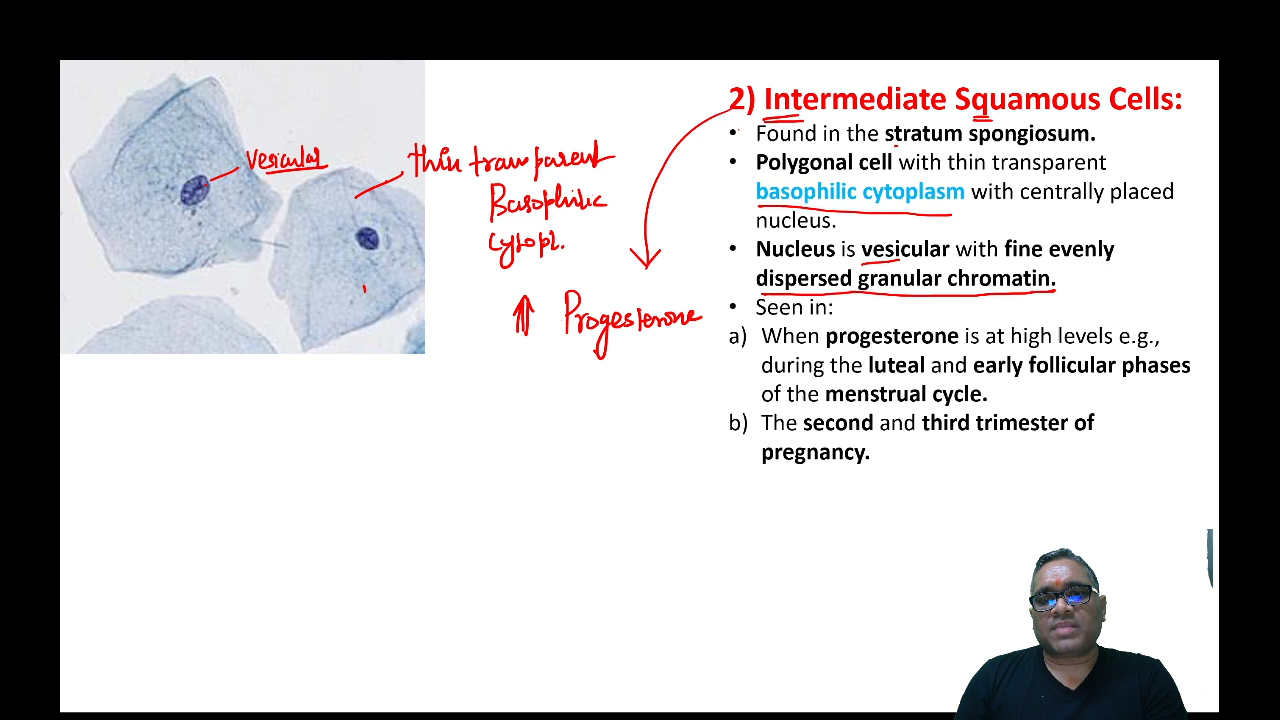 2) Intermediate Squamous Cells:
• Found in the stratum spongiosum.
• Polygonal cell with thin transparent
basophilic cytoplasm with centrally placed
nucleus.
• Nucleus is vesicular with fine evenly
dispersed granular chromatin.
• Seen in:
a) When progesterone is at high levels e.g.,
during the luteal and early follicular phases
of the menstrual cycle.
b) The second and third trimester of
pregnancy.
Vesicular
thin transparent
Basophilic
Cytopl.
⇑ Progesterone